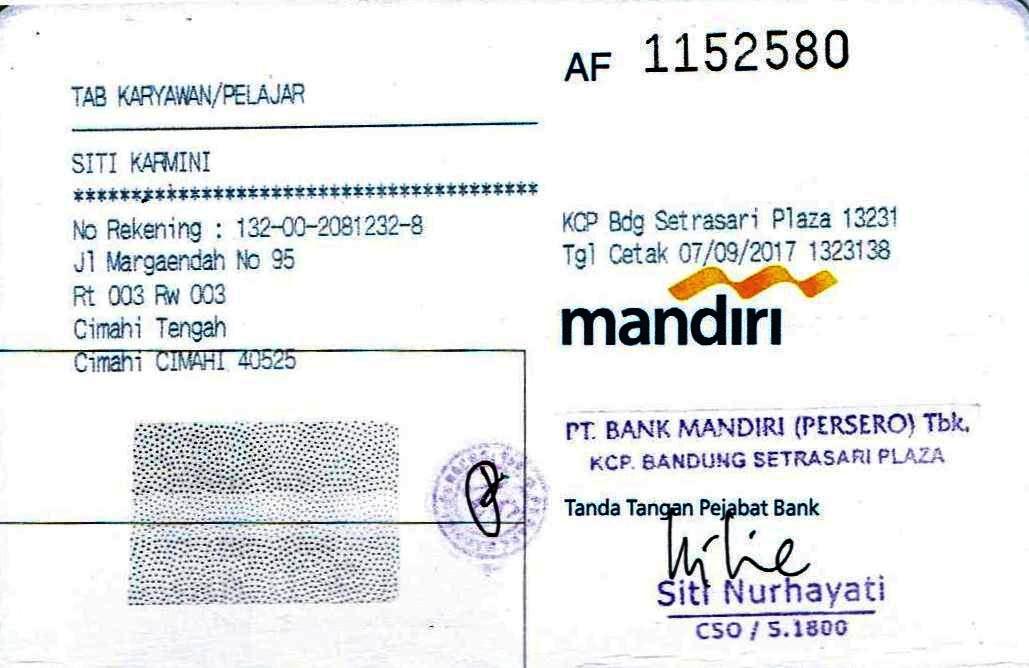 AF 1152580
TAB KARYAWAN/PELAJAR
SITI KARMINI
****************************************
No Rekening : 132-00-2081232-8
Jl Margaendah No 95
Rt 003 Rw 003
Cimahi Tengah
Cimahi CIMAHI 40525
KCP Bdg Setrasari Plaza 13231
Tgl Cetak 07/09/2017 1323138
mandırı
PT. BANK MANDIRI (PERSERO) Tbk.
KCP. BANDUNG SETRASARI PLAZA
Tanda Tangan Pejabat Bank
Siti Nurhayati
CSO / S.1800